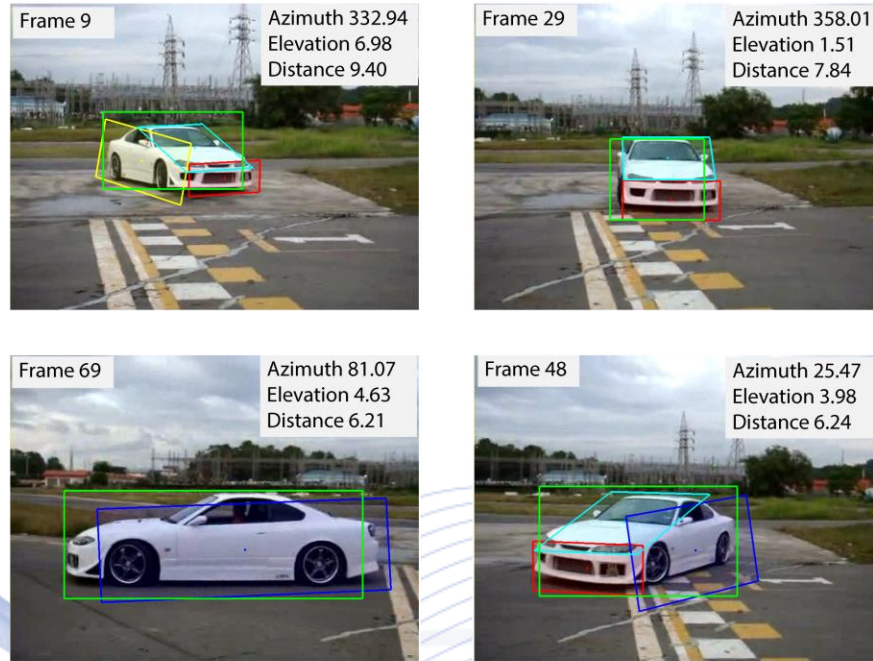 Frame 9
Azimuth 332.94
Elevation 6.98
Distance 9.40
Frame 29
Azimuth 358.01
Elevation 1.51
Distance 7.84
Frame 69
Azimuth 81.07
Elevation 4.63
Distance 6.21
Frame 48
Azimuth 25.47
Elevation 3.98
Distance 6.24